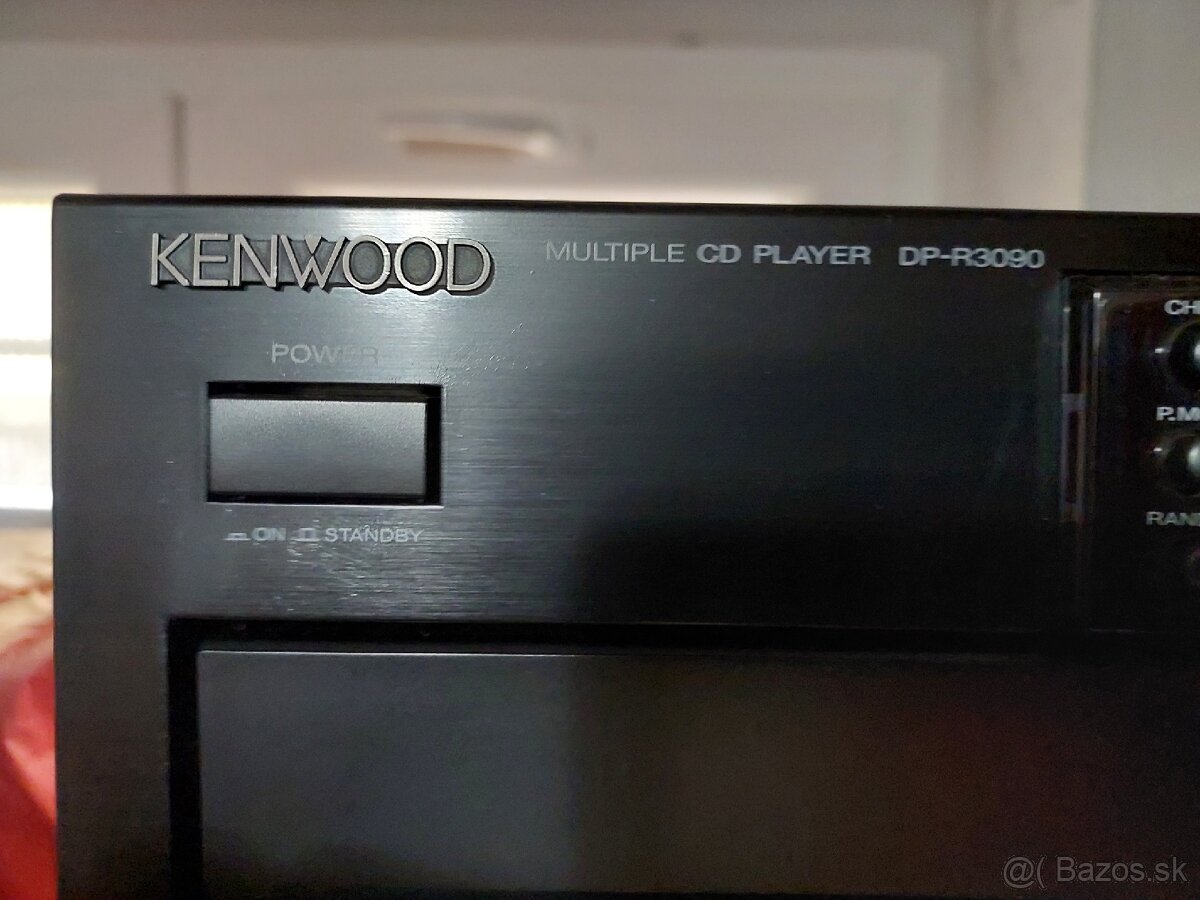 KENWOOD
MULTIPLE CD PLAYER DP-R3090
POWER
ON STANDBY
@( Bazos.sk